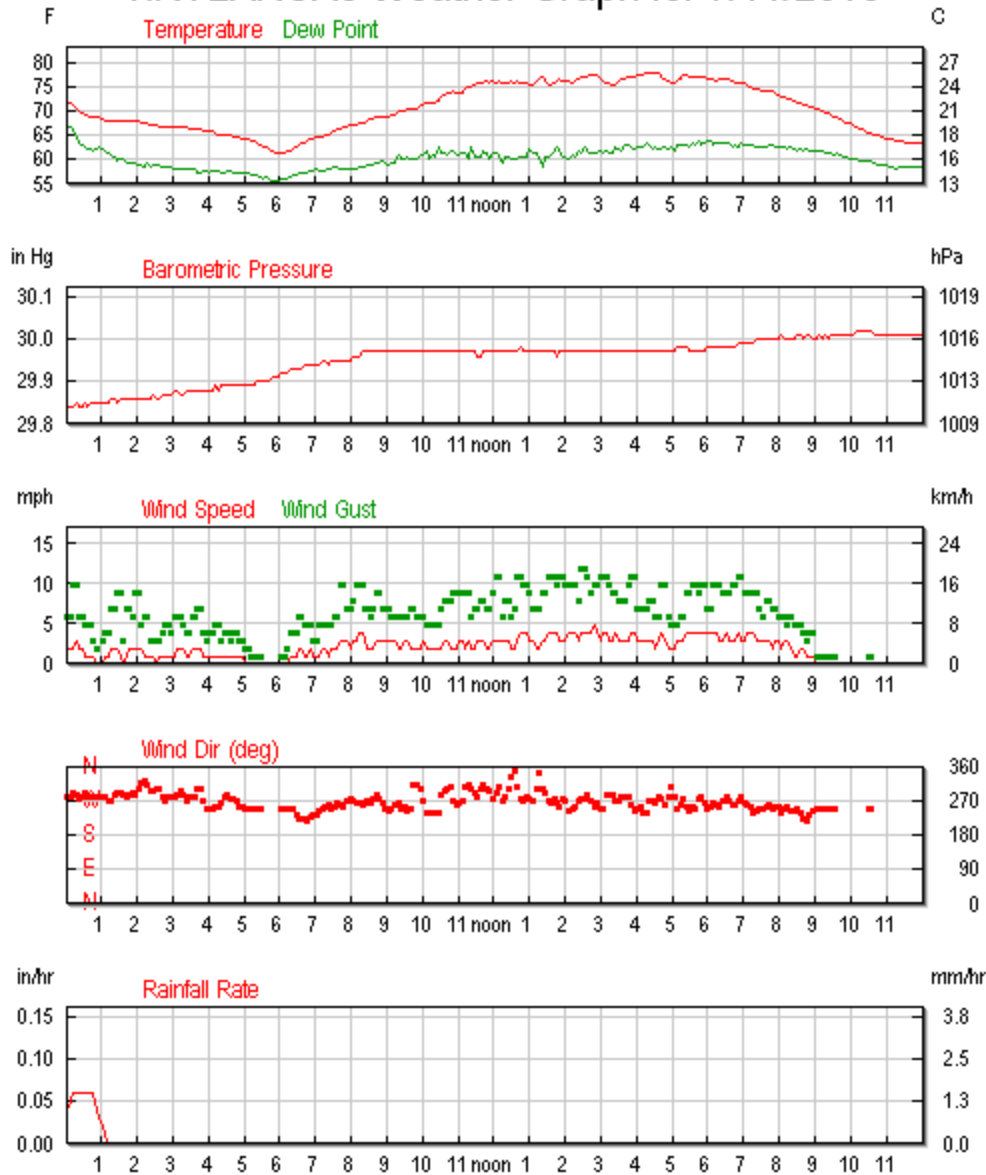 Weather Graph for
F C
Temperature Dew Point
80 27
75 24
70 21
65 18
60 16
55 13
1 2 3 4 5 6 7 8 9 10 11 noon 1 2 3 4 5 6 7 8 9 10 11
in Hg hPa
Barometric Pressure
30.1 1019
30.0 1016
29.9 1013
29.8 1009
1 2 3 4 5 6 7 8 9 10 11 noon 1 2 3 4 5 6 7 8 9 10 11
mph km/h
Wind Speed Wind Gust
15 24
10 16
5 8
0 0
1 2 3 4 5 6 7 8 9 10 11 noon 1 2 3 4 5 6 7 8 9 10 11
Wind Dir (deg)
N 360
W 270
S 180
E 90
N 0
1 2 3 4 5 6 7 8 9 10 11 noon 1 2 3 4 5 6 7 8 9 10 11
in/hr mm/hr
Rainfall Rate
0.15 3.8
0.10 2.5
0.05 1.3
0.00 0.0
1 2 3 4 5 6 7 8 9 10 11 noon 1 2 3 4 5 6 7 8 9 10 11